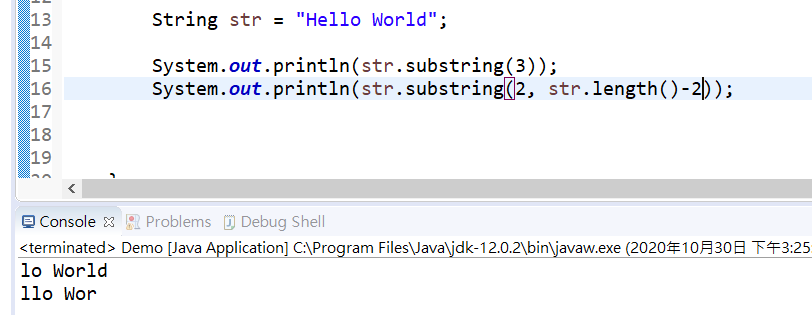 13 String str = "Hello World";
14
15 System.out.println(str.substring(3));
16 System.out.println(str.substring(2, str.length()-2));
17
18
19
}
Console Problems Debug Shell
<terminated> Demo [Java Application] C:\Program Files\Java\jdk-12.0.2\bin\javaw.exe (2020年10月30日 下午3:25
lo World
llo Wor